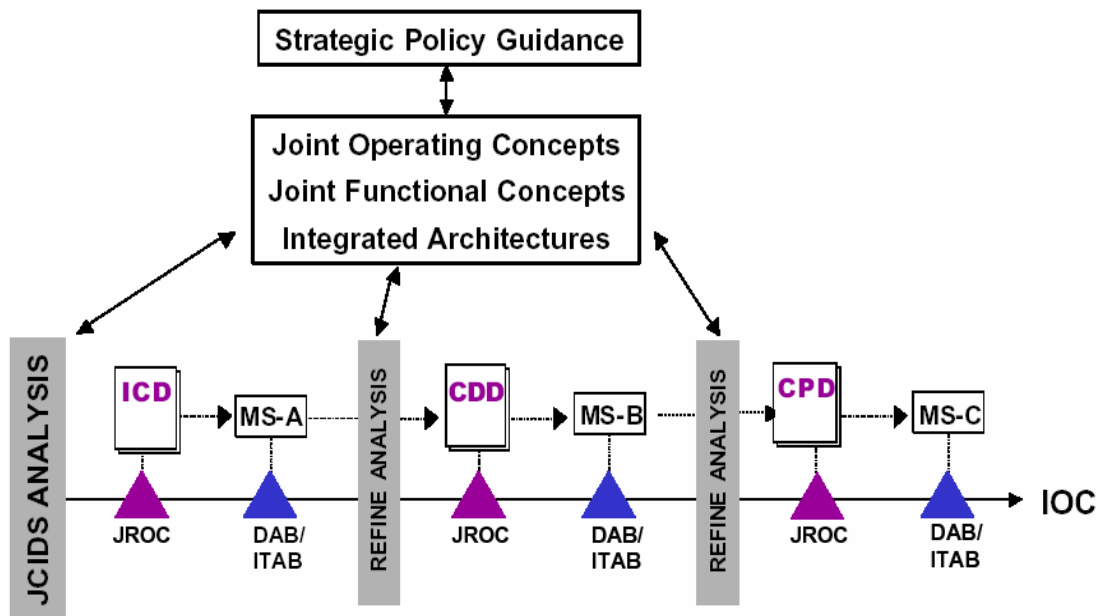 Strategic Policy Guidance
Joint Operating Concepts
Joint Functional Concepts
Integrated Architectures
JCIDS ANALYSIS
ICD
MS-A
REFINE ANALYSIS
CDD
MS-B
REFINE ANALYSIS
CPD
MS-C
JROC
DAB/
ITAB
JROC
DAB/
ITAB
JROC
DAB/
ITAB
IOC